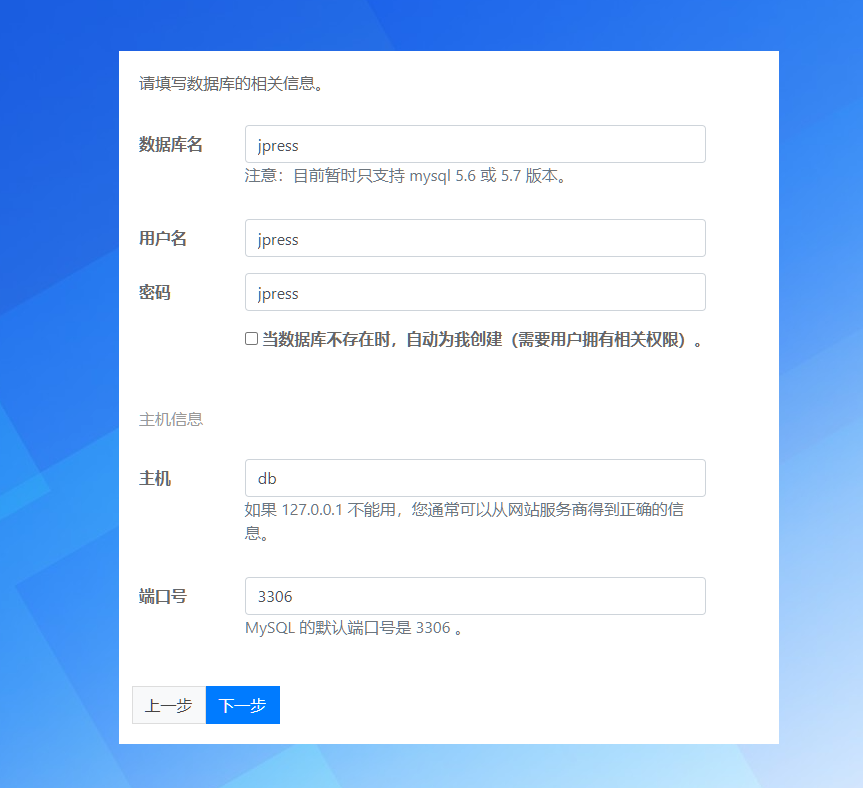 请填写数据库的相关信息。
数据库名
jpress
注意：目前暂时只支持 mysql 5.6 或 5.7 版本。
用户名
jpress
密码
jpress
当数据库不存在时，自动为我创建（需要用户拥有相关权限）。
主机信息
主机
db
如果 127.0.0.1 不能用，您通常可以从网站服务商得到正确的信
息。
端口号
3306
MySQL 的默认端口号是 3306 。
上一步
下一步